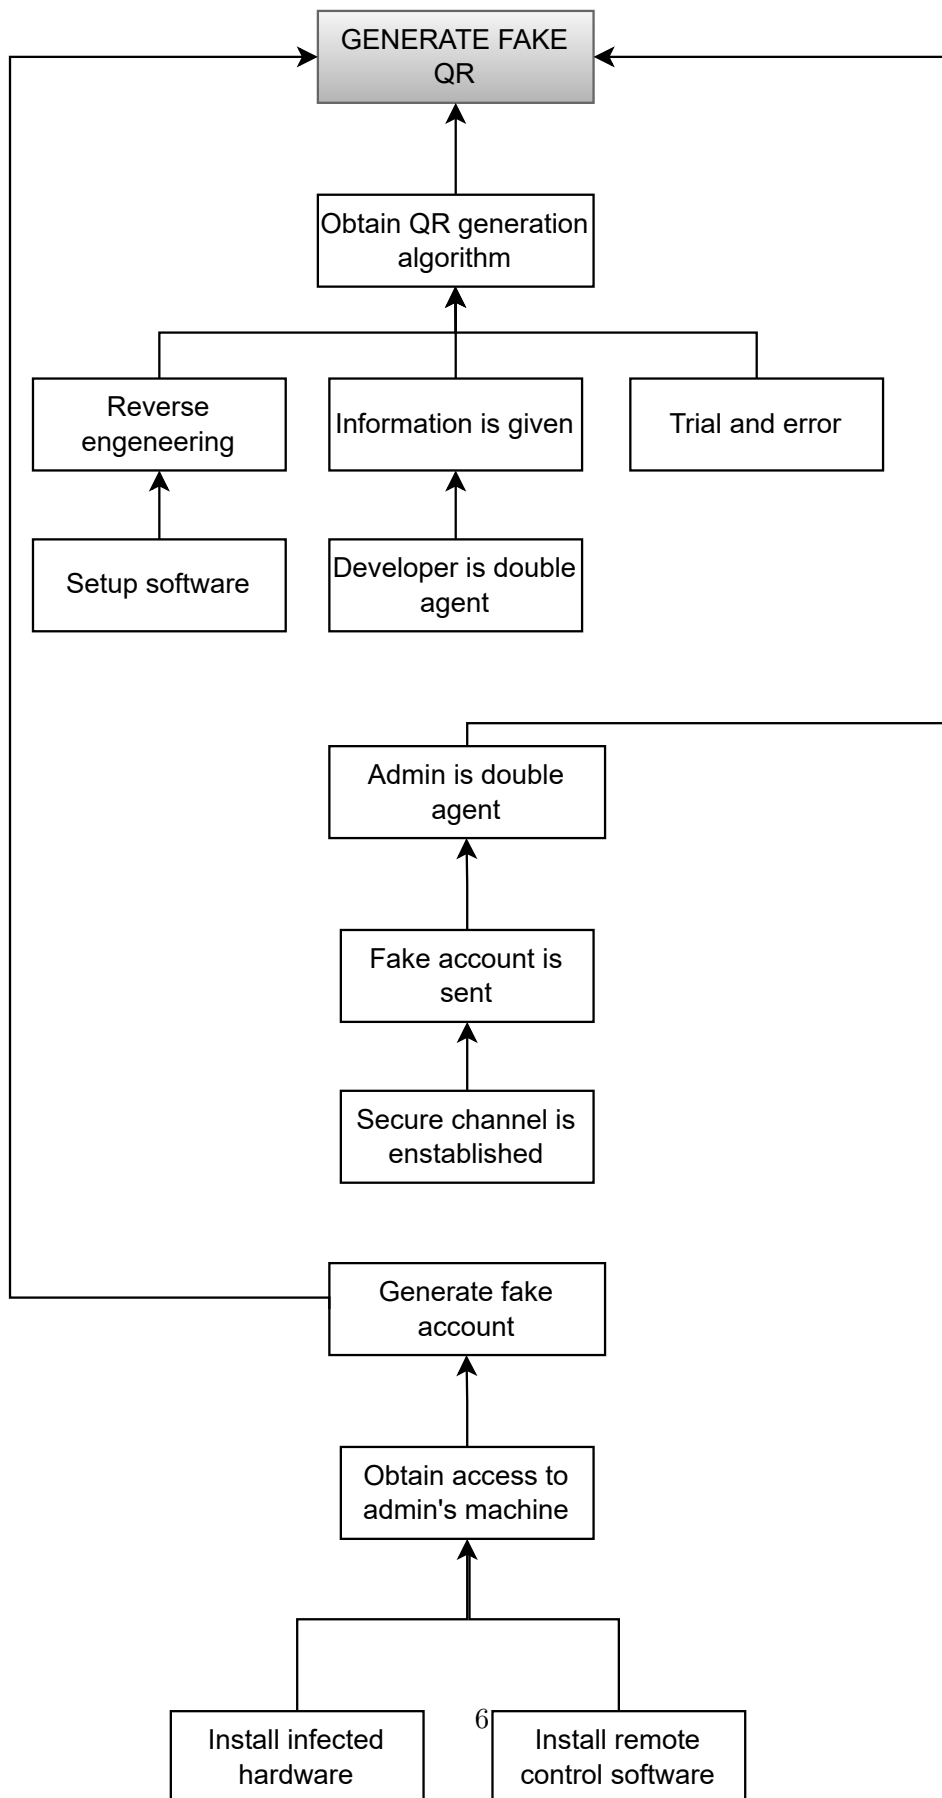 GENERATE FAKE
QR
Obtain QR generation
algorithm
Reverse
engeneering
Information is given
Trial and error
Setup software
Developer is double
agent
Admin is double
agent
Fake account is
sent
Secure channel is
enstablished
Generate fake
account
Obtain access to
admin's machine
Install infected
hardware
6
Install remote
control software